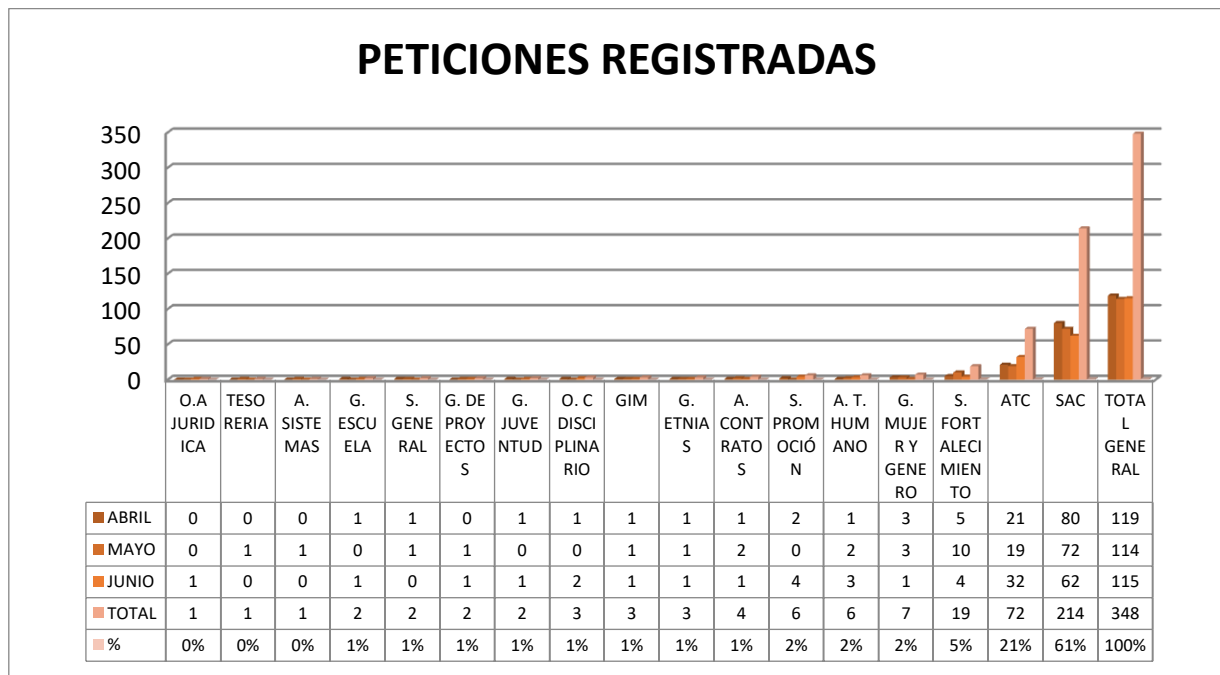 PETICIONES REGISTRADAS
350
300
250
200
150
100
50
0
O.A JURIDICA TESORERIA A. SISTEMAS G. ESCUELA S. GENERAL G. DE PROYECTOS G. JUVENTUD O. C DISCIPLINARIO GIM G. ETNIAS A. CONTRATOS S. PROMOCIÓN A. T. HUMANO G. MUJER Y GENERO S. FORTALECIMIENTO ATC SAC TOTAL GENERAL
ABRIL 0 0 0 1 1 0 1 1 1 1 1 2 1 3 5 21 80 119
MAYO 0 1 1 0 1 1 0 0 1 1 2 0 2 3 10 19 72 114
JUNIO 1 0 0 1 0 1 1 2 1 1 1 4 3 1 4 32 62 115
TOTAL 1 1 1 2 2 2 2 3 3 3 4 6 6 7 19 72 214 348
% 0% 0% 0% 1% 1% 1% 1% 1% 1% 1% 1% 2% 2% 2% 5% 21% 61% 100%